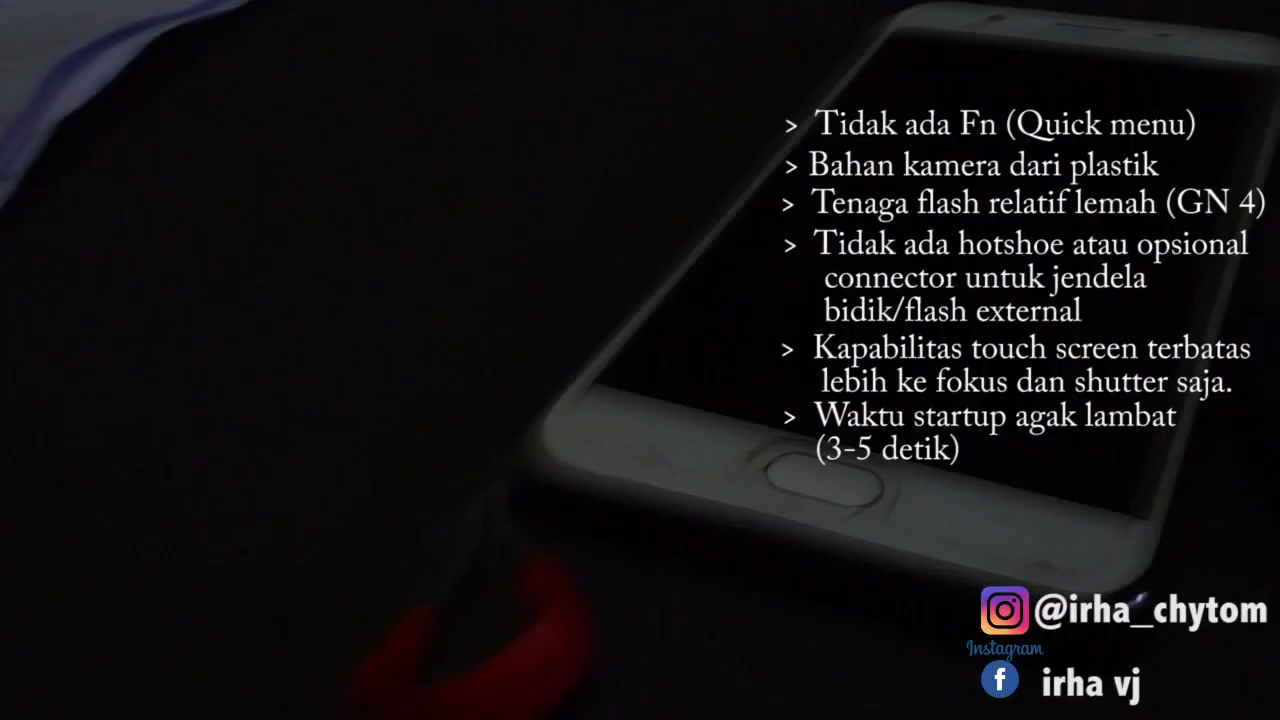 > Tidak ada Fn (Quick menu)
> Bahan kamera dari plastik
> Tenaga flash relatif lemah (GN 4)
> Tidak ada hotshoe atau opsional
connector untuk jendela
bidik/flash external
> Kapabilitas touch screen terbatas
lebih ke fokus dan shutter saja.
> Waktu startup agak lambat
(3-5 detik)
@irha_chytom
Instagram
f irha vj